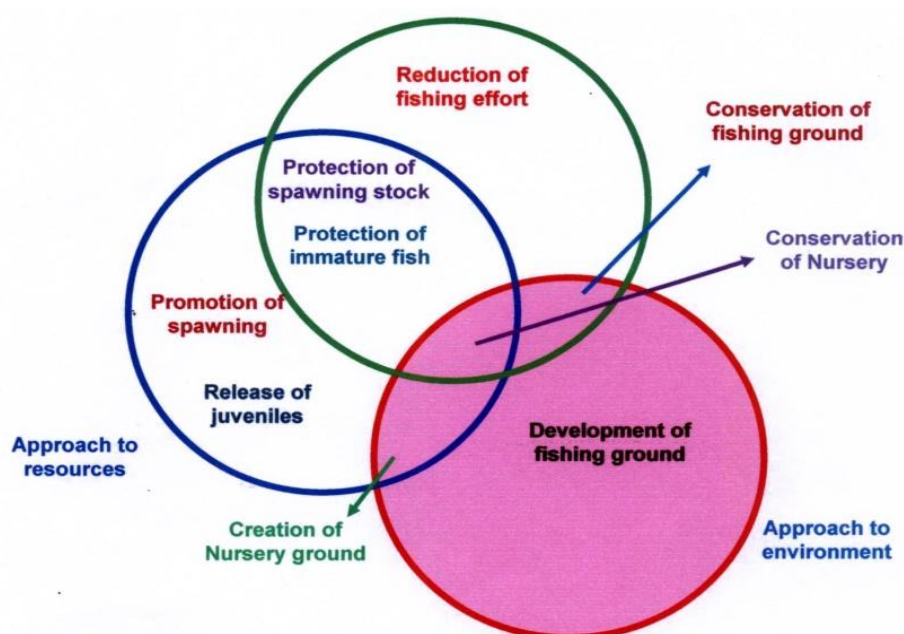 Reduction of
fishing effort
Conservation of
fishing ground
Protection of
spawning stock
Protection of
immature fish
Conservation
of Nursery
Promotion of
spawning
Release of
juveniles
Development of
fishing ground
Approach to
resources
Creation of
Nursery ground
Approach to
environment